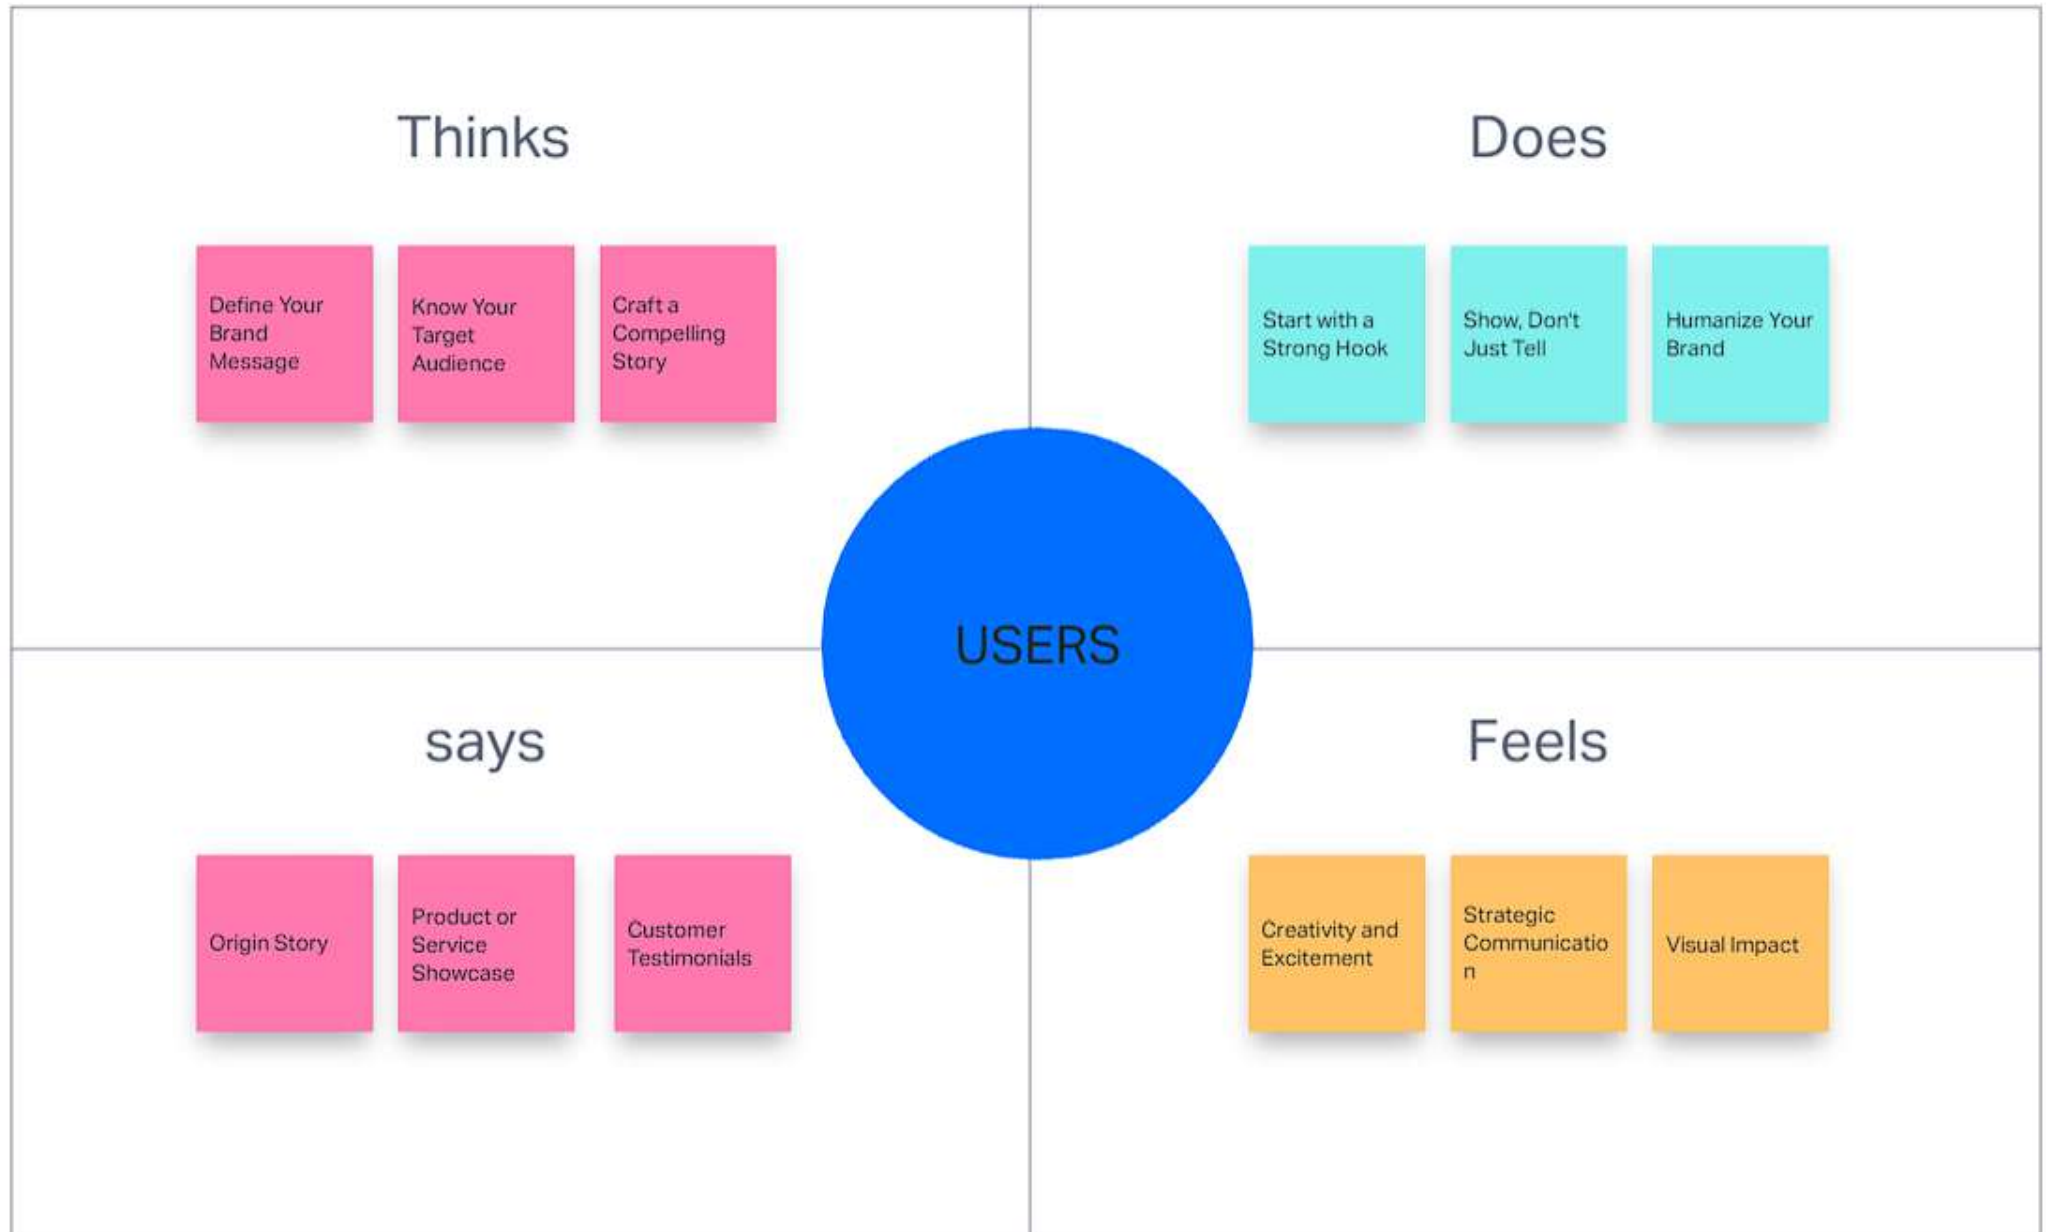 Thinks
Define Your
Brand
Message
Know Your
Target
Audience
Craft a
Compelling
Story
Does
Start with a
Strong Hook
Show, Don't
Just Tell
Humanize Your
Brand
USERS
says
Origin Story
Product or
Service
Showcase
Customer
Testimonials
Feels
Creativity and
Excitement
Strategic
Communicatio
n
Visual Impact